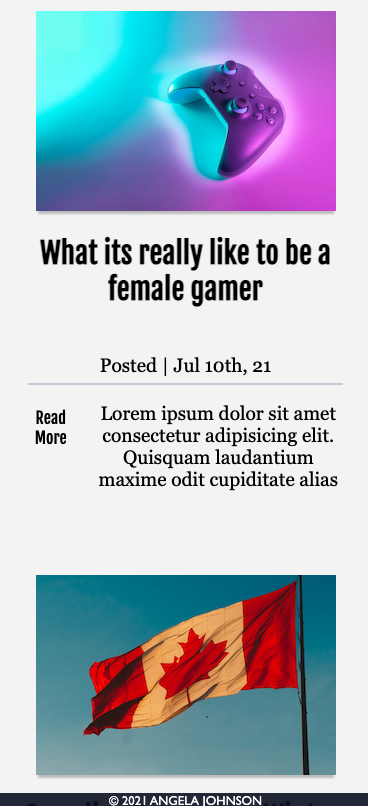 What its really like to be a
female gamer
Posted | Jul 10th, 21
Read
More
Lorem ipsum dolor sit amet
consectetur adipisicing elit.
Quisquam laudantium
maxime odit cupiditate alias
© 2021 ANGELA JOHNSON